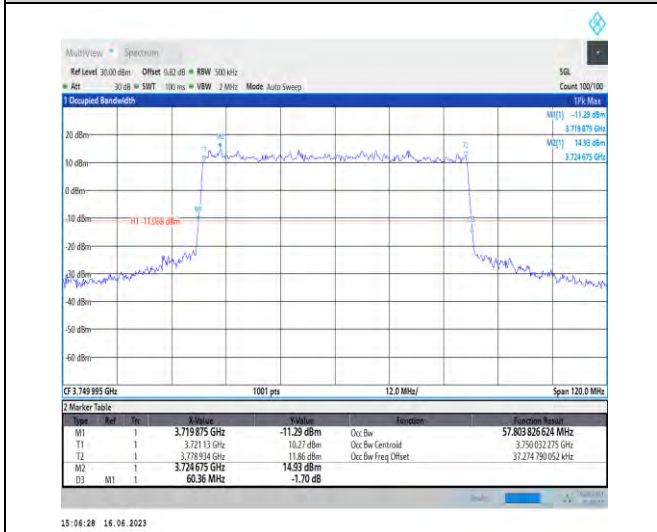 MultiView Spectrum
Ref Level 30.00 dBm Offset 9.82 dB RBW 500 kHz SGL
Att 30 dB SWT 100 ms VBW 2 MHz Mode Auto Sweep Count 100/100
1 Occupied Bandwidth 1Pk Max
M1[1] -11.29 dBm
3.719 875 GHz
M2[1] 14.93 dBm
3.724 675 GHz
20 dBm
10 dBm
0 dBm
-10 dBm
-20 dBm
-30 dBm
-40 dBm
-50 dBm
-60 dBm
T1
M2
T2
M1
CF 3.749 995 GHz 1001 pts 12.0 MHz/ Span 120.0 MHz
2 Marker Table
Type Ref Trc X-Value Y-Value Function Function Result
M1 1 3.719 875 GHz -11.29 dBm Occ Bw 57.803 826 624 MHz
T1 1 3.721 13 GHz 10.27 dBm Occ Bw Centroid 3.750 032 275 GHz
T2 1 3.778 934 GHz 11.86 dBm Occ Bw Freq Offset 37.274 790 052 kHz
M2 1 3.724 675 GHz 14.93 dBm
D3 M1 1 60.36 MHz -1.70 dB
15:06:28 16.06.2023